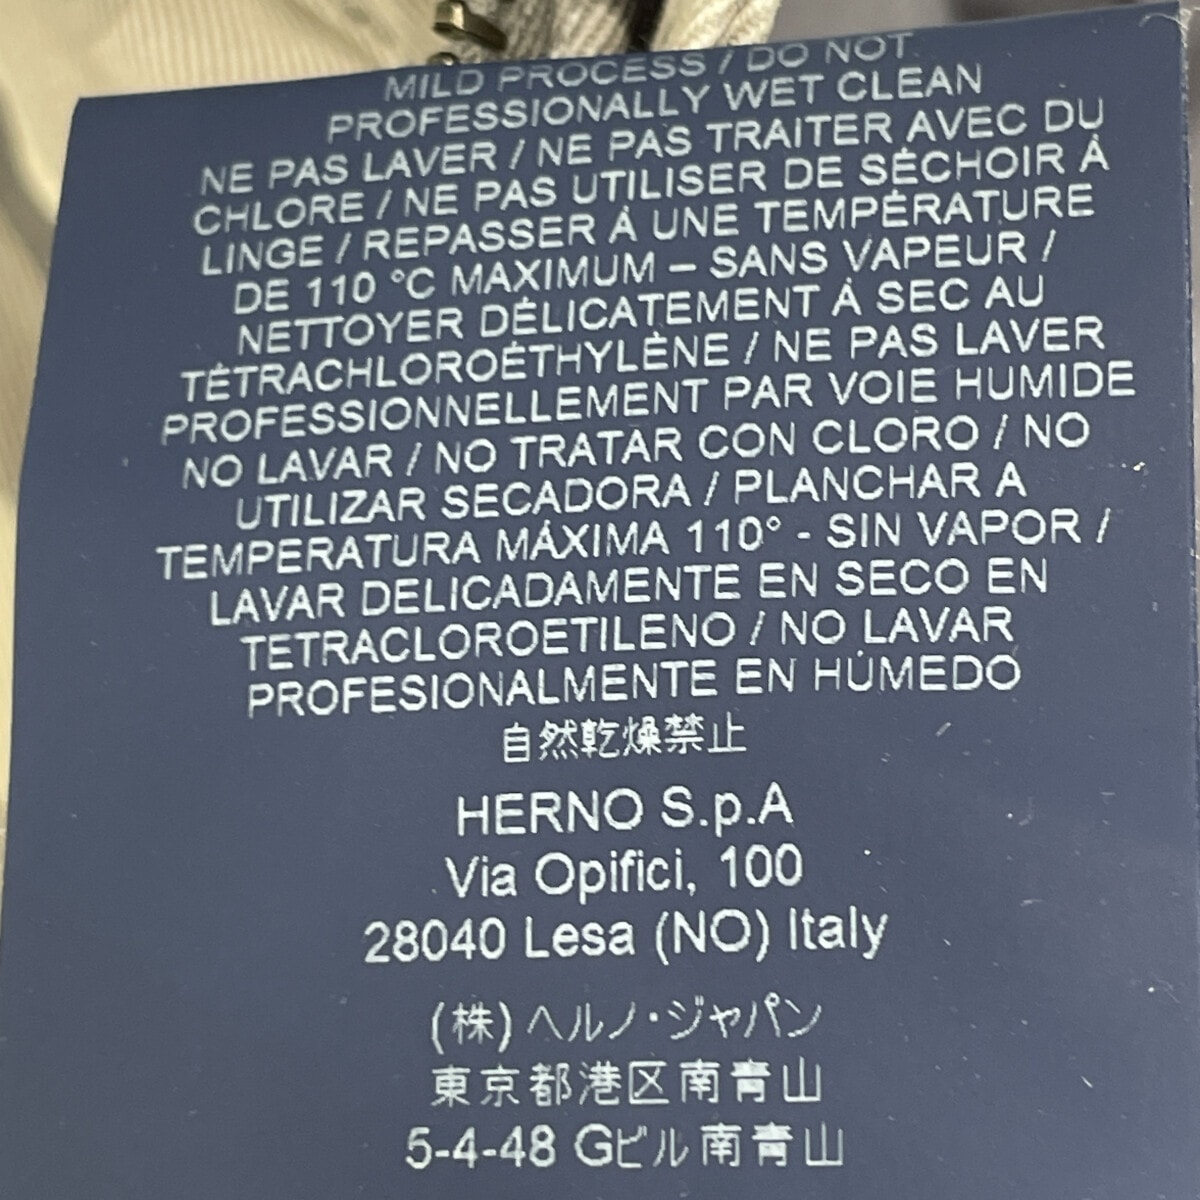 MILD PROCESS / DO NOT
PROFESSIONALLY WET CLEAN
NE PAS LAVER / NE PAS TRAITER AVEC DU
CHLORE / NE PAS UTILISER DE SÉCHOIR À
LINGE / REPASSER À UNE TEMPÉRATURE
DE 110 °C MAXIMUM – SANS VAPEUR /
NETTOYER DÉLICATEMENT À SEC AU
TÉTRACHLOROÉTHYLÈNE / NE PAS LAVER
PROFESSIONNELLEMENT PAR VOIE HUMIDE
NO LAVAR / NO TRATAR CON CLORO / NO
UTILIZAR SECADORA / PLANCHAR A
TEMPERATURA MÁXIMA 110° - SIN VAPOR /
LAVAR DELICADAMENTE EN SECO EN
TETRACLOROETILENO / NO LAVAR
PROFESIONALMENTE EN HÚMEDO
自然乾燥禁止
HERNO S.p.A
Via Opifici, 100
28040 Lesa (NO) Italy
(株) ヘルノ・ジャパン
東京都港区南青山
5-4-48 Gビル南青山